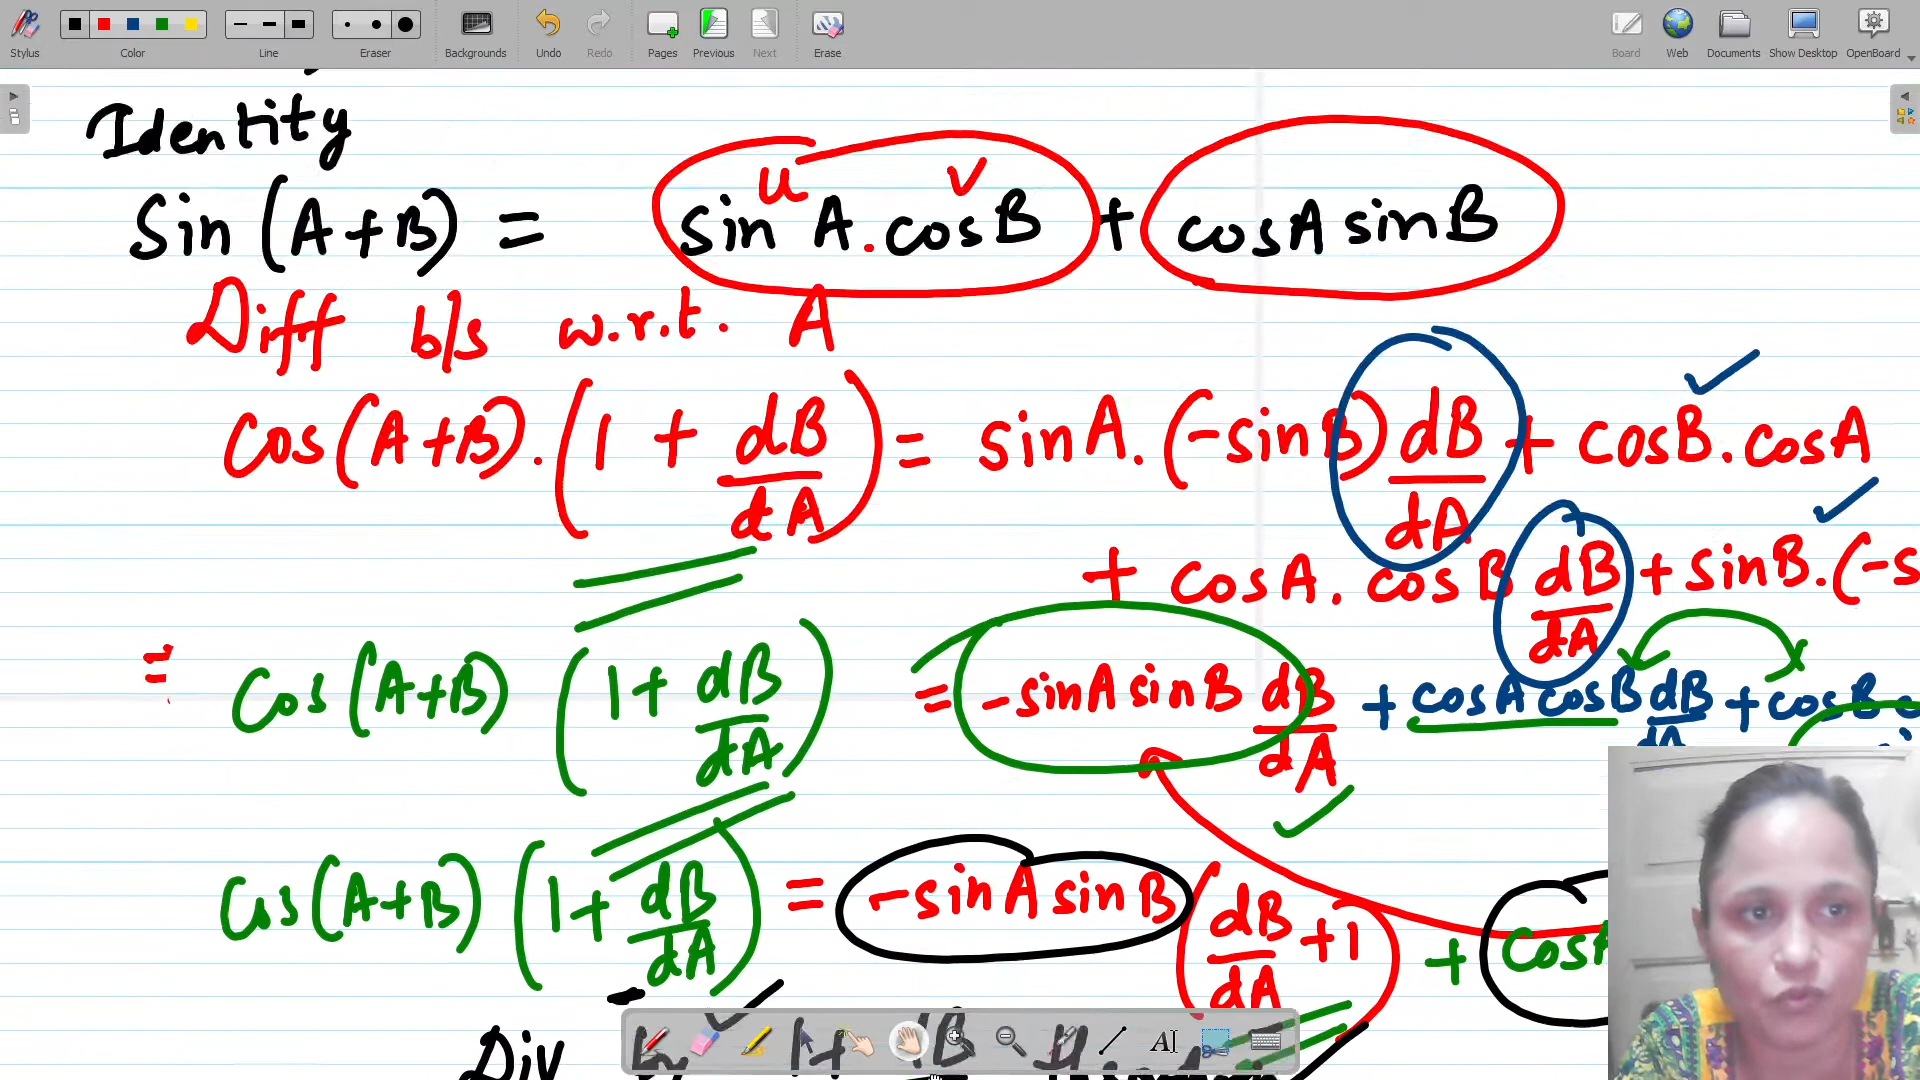 Stylus Color Line Eraser Backgrounds Undo Redo Pages Previous Next Erase Board Web Documents Show Desktop OpenBoard
Identity
Sin (A+B) = sin A . cos B + cos A sin B
u v
Diff b/s w.r.t. A
Cos(A+B) . (1 + dB/dA) = sin A . (-sin B) dB/dA + cos B . cos A
+ cos A . cos B dB/dA + sin B . (-s
= Cos (A+B) (1 + dB/dA) = -sin A sin B dB/dA + cos A cos B dB/dA + cos B
Cos (A+B) (1 + dB/dA) = -sin A sin B (dB/dA + 1) + cos A
Div by 1+ dB